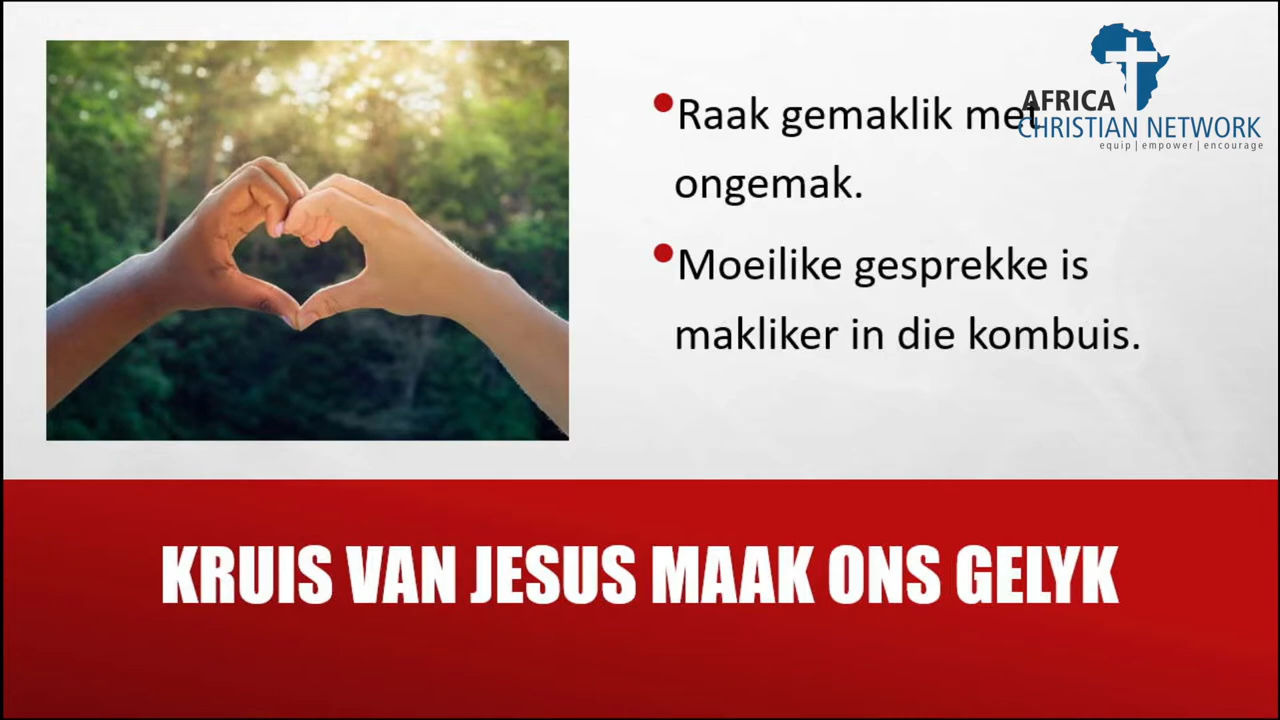 AFRICA
CHRISTIAN NETWORK
equip | empower | encourage
•Raak gemaklik met
ongemak.
•Moeilike gesprekke is
makliker in die kombuis.
KRUIS VAN JESUS MAAK ONS GELYK